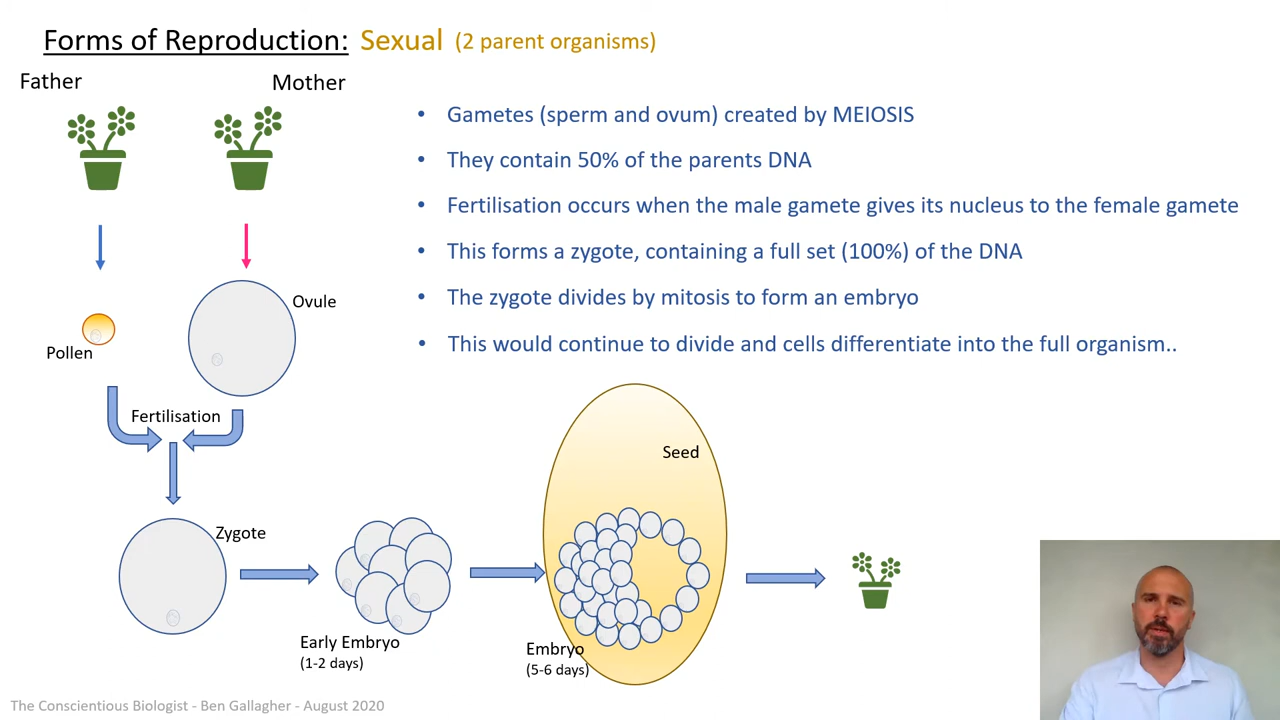 Forms of Reproduction: Sexual (2 parent organisms)
Father
Mother
• Gametes (sperm and ovum) created by MEIOSIS
• They contain 50% of the parents DNA
• Fertilisation occurs when the male gamete gives its nucleus to the female gamete
• This forms a zygote, containing a full set (100%) of the DNA
• The zygote divides by mitosis to form an embryo
• This would continue to divide and cells differentiate into the full organism..
Ovule
Pollen
Fertilisation
Seed
Zygote
Early Embryo
(1-2 days)
Embryo
(5-6 days)
The Conscientious Biologist - Ben Gallagher - August 2020